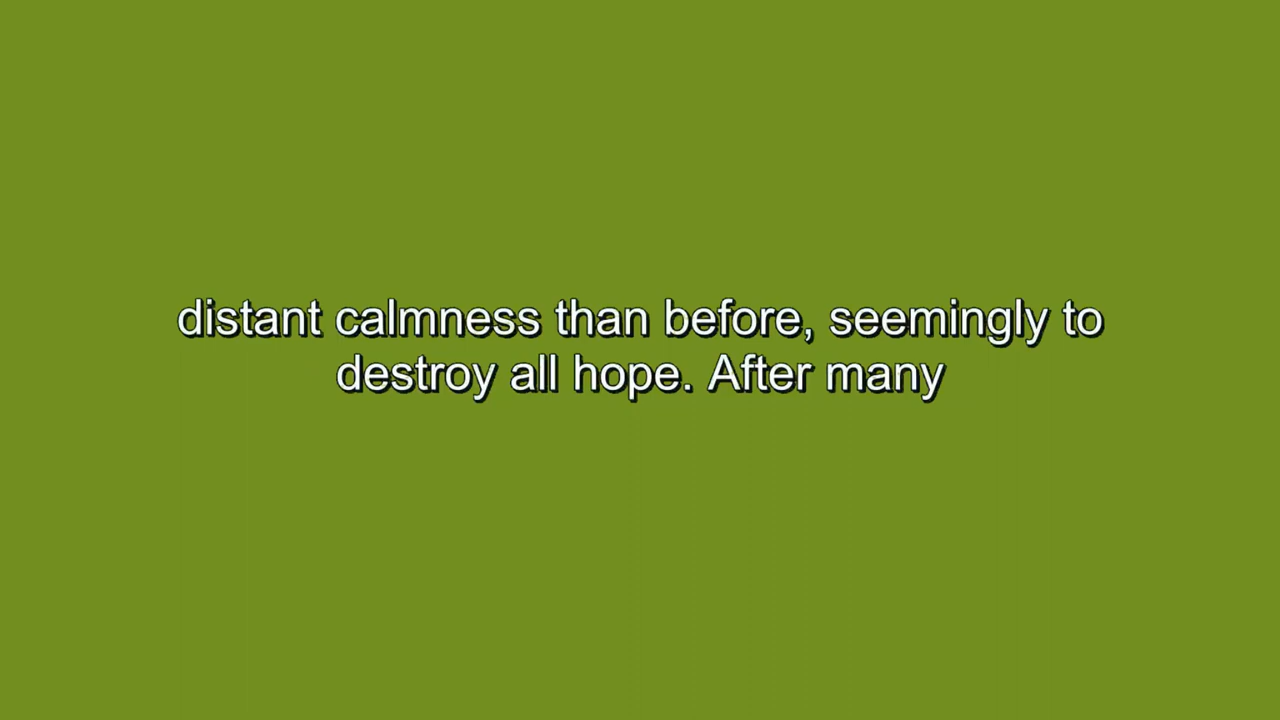 distant calmness than before, seemingly to
destroy all hope. After many